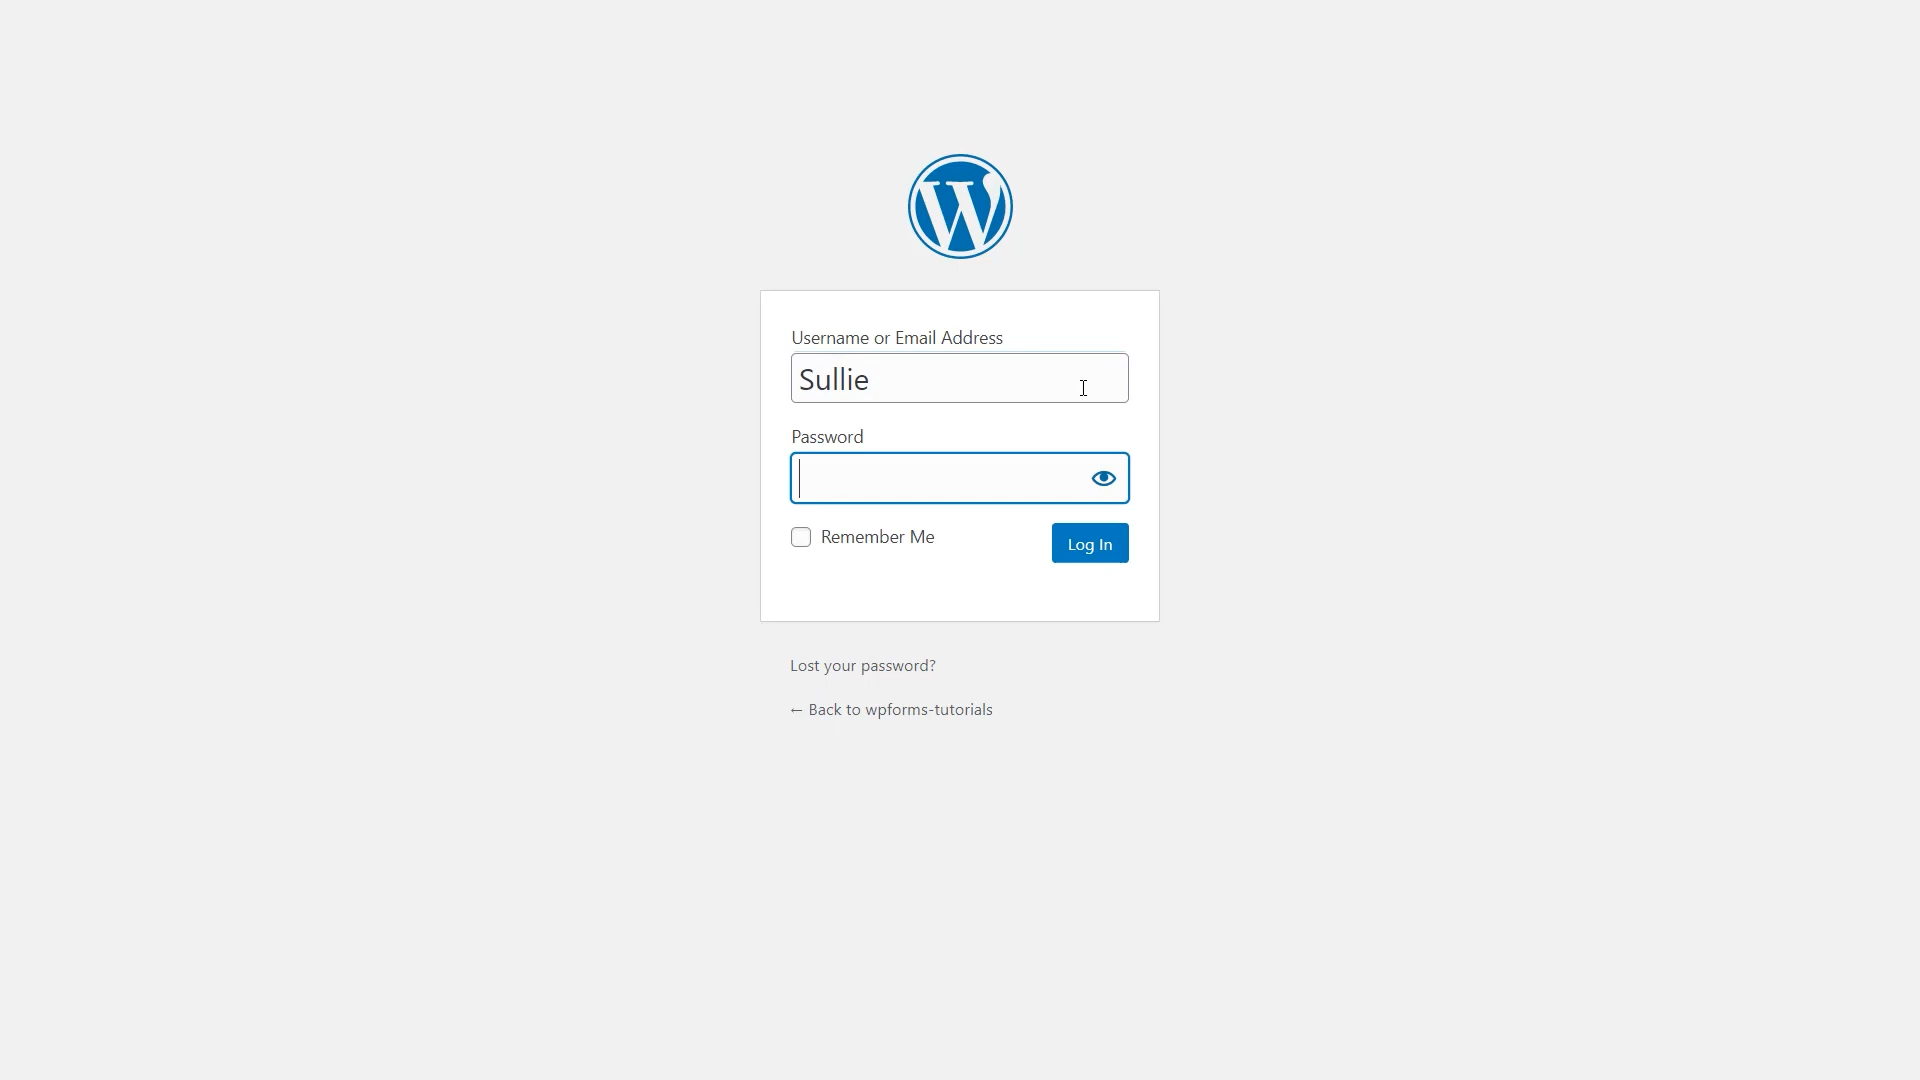 Username or Email Address
Sullie
Password
Remember Me
Log In
Lost your password?
← Back to wpforms-tutorials